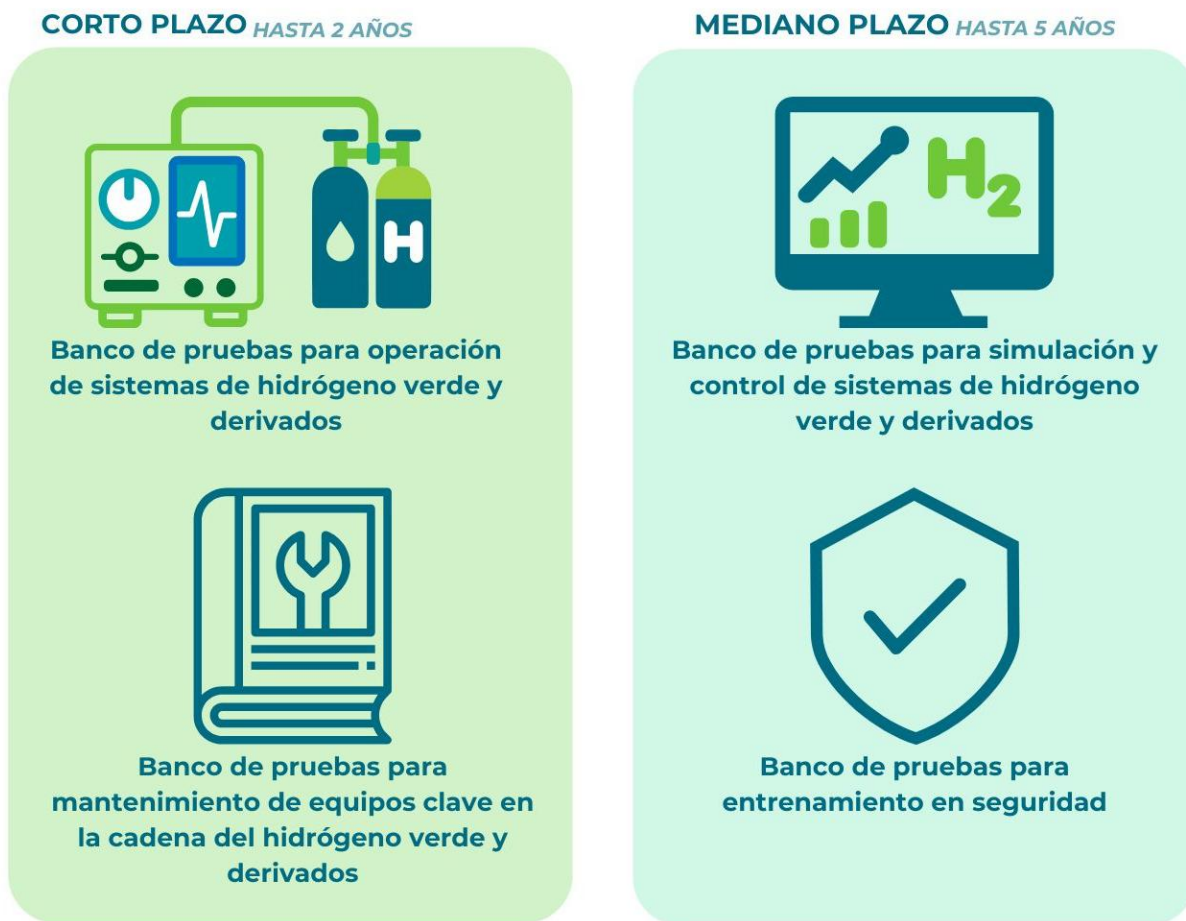 CORTO PLAZO HASTA 2 AÑOS
H
Banco de pruebas para operación
de sistemas de hidrógeno verde y
derivados
Banco de pruebas para
mantenimiento de equipos clave en
la cadena del hidrógeno verde y
derivados
MEDIANO PLAZO HASTA 5 AÑOS
H2
Banco de pruebas para simulación y
control de sistemas de hidrógeno
verde y derivados
Banco de pruebas para
entrenamiento en seguridad